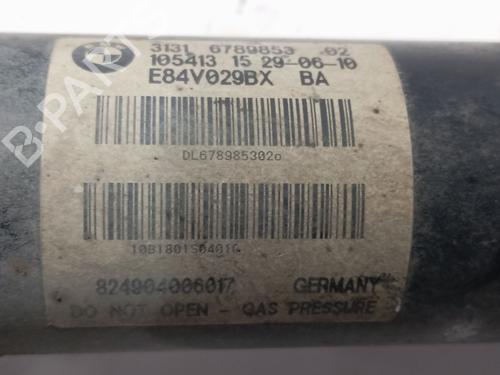 BMW
3131 6789853 02
105413 15 29-06-10
E84V029BX BA
DL678985302o
824904006017 GERMANY
DO NOT OPEN - GAS PRESSURE
B-PARTS